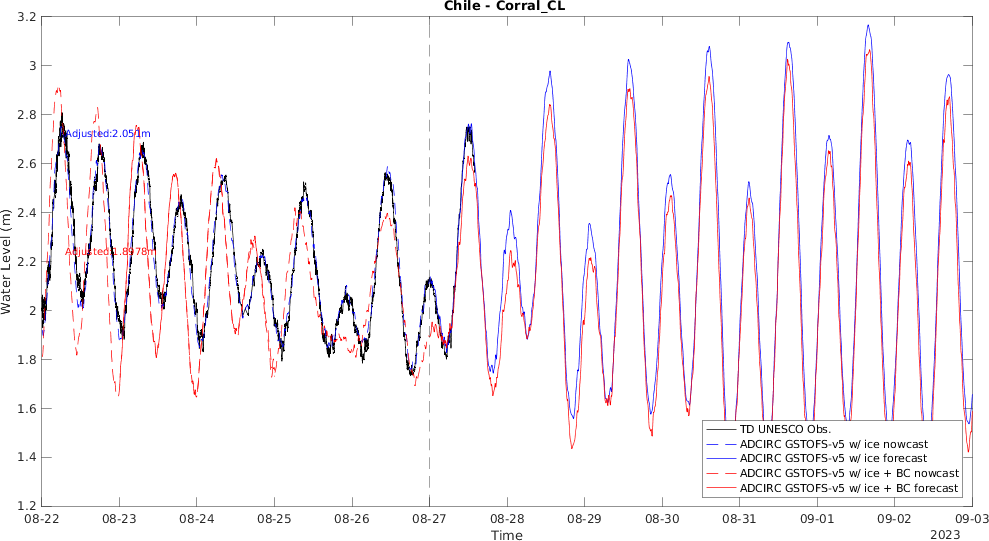 Chile - Corral_CL
3.2
3
2.8
2.6
2.4
2.2
2
1.8
1.6
1.4
1.2
Water Level (m)
Adjusted:2.051m
Adjusted:1.8978m
TD UNESCO Obs.
ADCIRC GSTOFS-v5 w/ ice nowcast
ADCIRC GSTOFS-v5 w/ ice forecast
ADCIRC GSTOFS-v5 w/ ice + BC nowcast
ADCIRC GSTOFS-v5 w/ ice + BC forecast
08-22 08-23 08-24 08-25 08-26 08-27 08-28 08-29 08-30 08-31 09-01 09-02 09-03
Time
2023